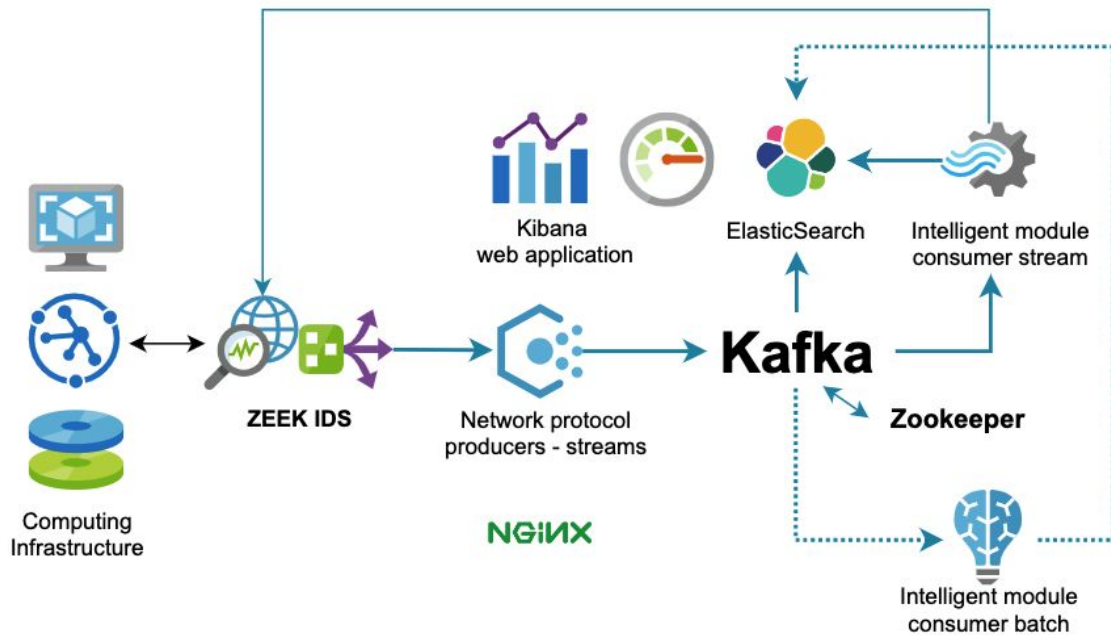 Kibana
web application
ElasticSearch
Intelligent module
consumer stream
ZEEK IDS
Network protocol
producers - streams
Kafka
Zookeeper
Computing
Infrastructure
NGiNX
Intelligent module
consumer batch